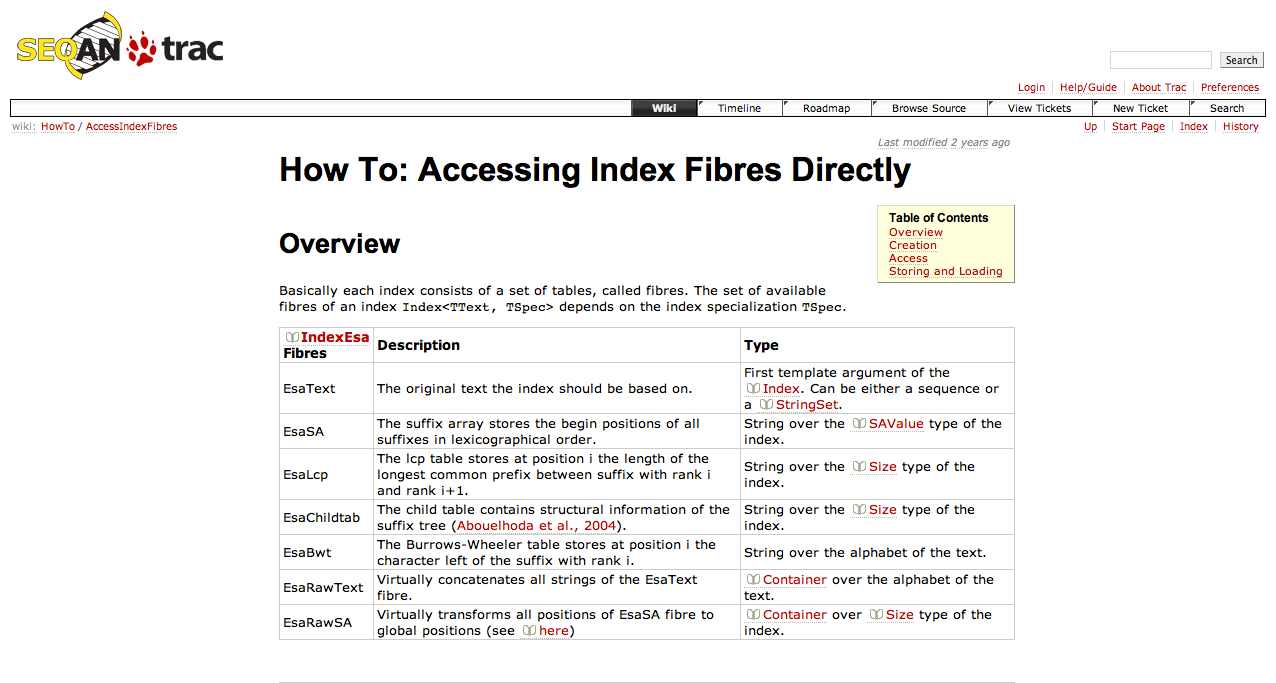 SEQAN trac
Search
Login Help/Guide About Trac Preferences
Wiki Timeline Roadmap Browse Source View Tickets New Ticket Search
wiki: HowTo / AccessIndexFibres
Up Start Page Index History
Last modified 2 years ago
How To: Accessing Index Fibres Directly
Table of Contents
Overview
Creation
Access
Storing and Loading
Overview
Basically each index consists of a set of tables, called fibres. The set of available
fibres of an index Index<TText, TSpec> depends on the index specialization TSpec.
IndexEsa
Fibres
Description
Type
EsaText
The original text the index should be based on.
First template argument of the
Index. Can be either a sequence or
a StringSet.
EsaSA
The suffix array stores the begin positions of all
suffixes in lexicographical order.
String over the SAValue type of the
index.
EsaLcp
The lcp table stores at position i the length of the
longest common prefix between suffix with rank i
and rank i+1.
String over the Size type of the
index.
EsaChildtab
The child table contains structural information of the
suffix tree (Abouelhoda et al., 2004).
String over the Size type of the
index.
EsaBwt
The Burrows-Wheeler table stores at position i the
character left of the suffix with rank i.
String over the alphabet of the text.
EsaRawText
Virtually concatenates all strings of the EsaText
fibre.
Container over the alphabet of the
text.
EsaRawSA
Virtually transforms all positions of EsaSA fibre to
global positions (see here)
Container over Size type of the
index.